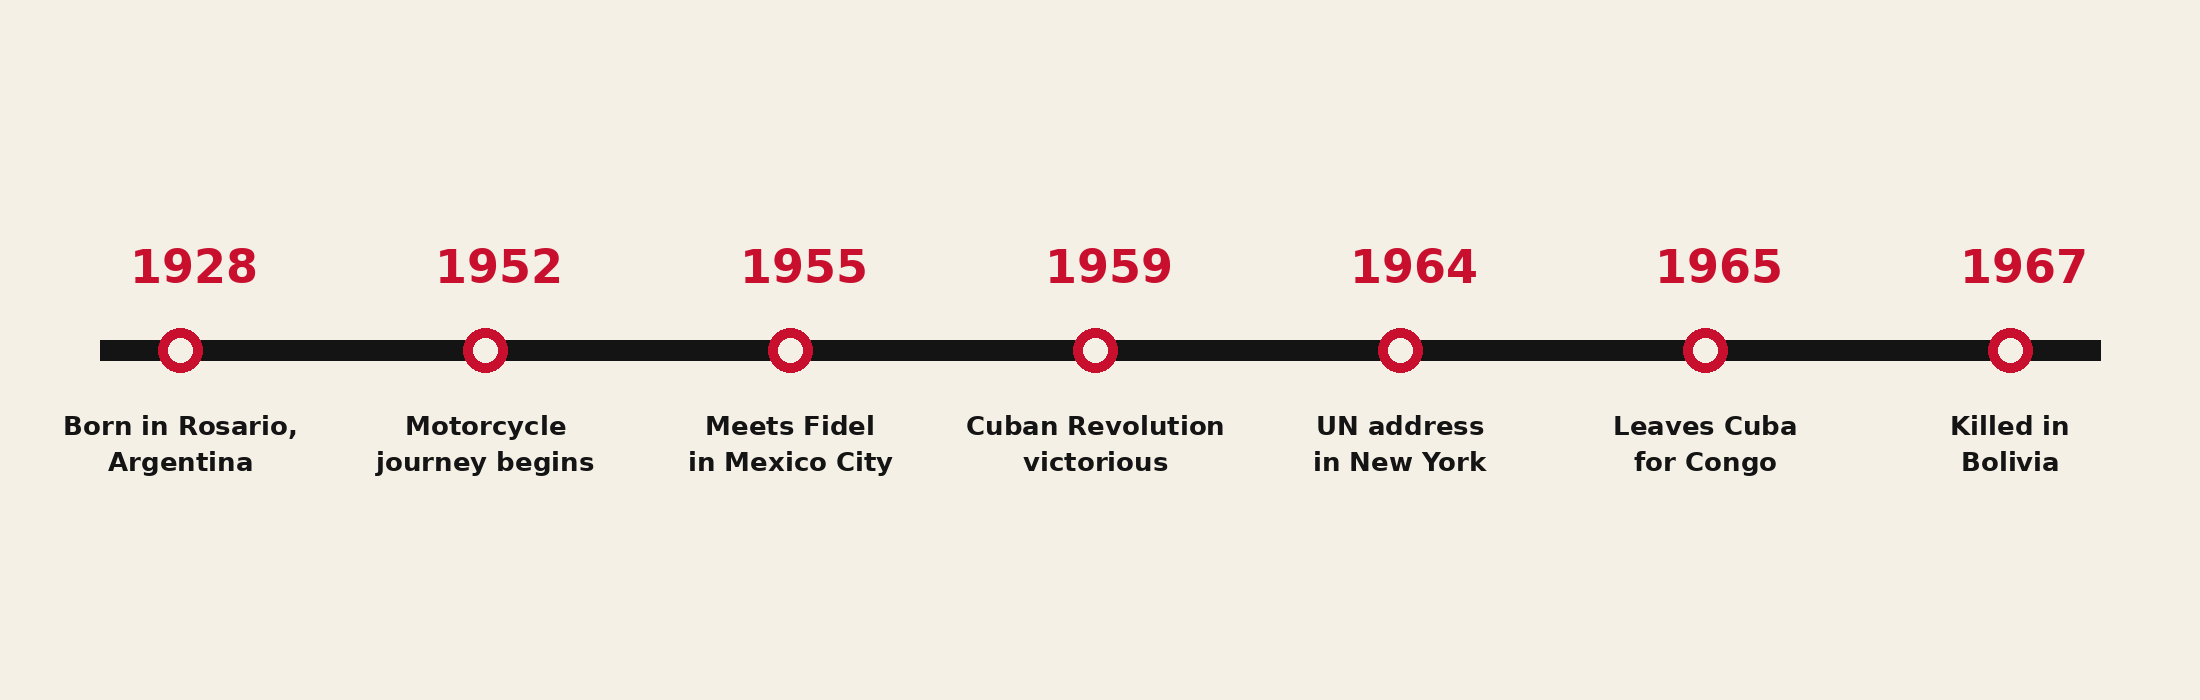 1928
1952
1955
1959
1964
1965
1967
Born in Rosario,
Argentina
Motorcycle
journey begins
Meets Fidel
in Mexico City
Cuban Revolution
victorious
UN address
in New York
Leaves Cuba
for Congo
Killed in
Bolivia